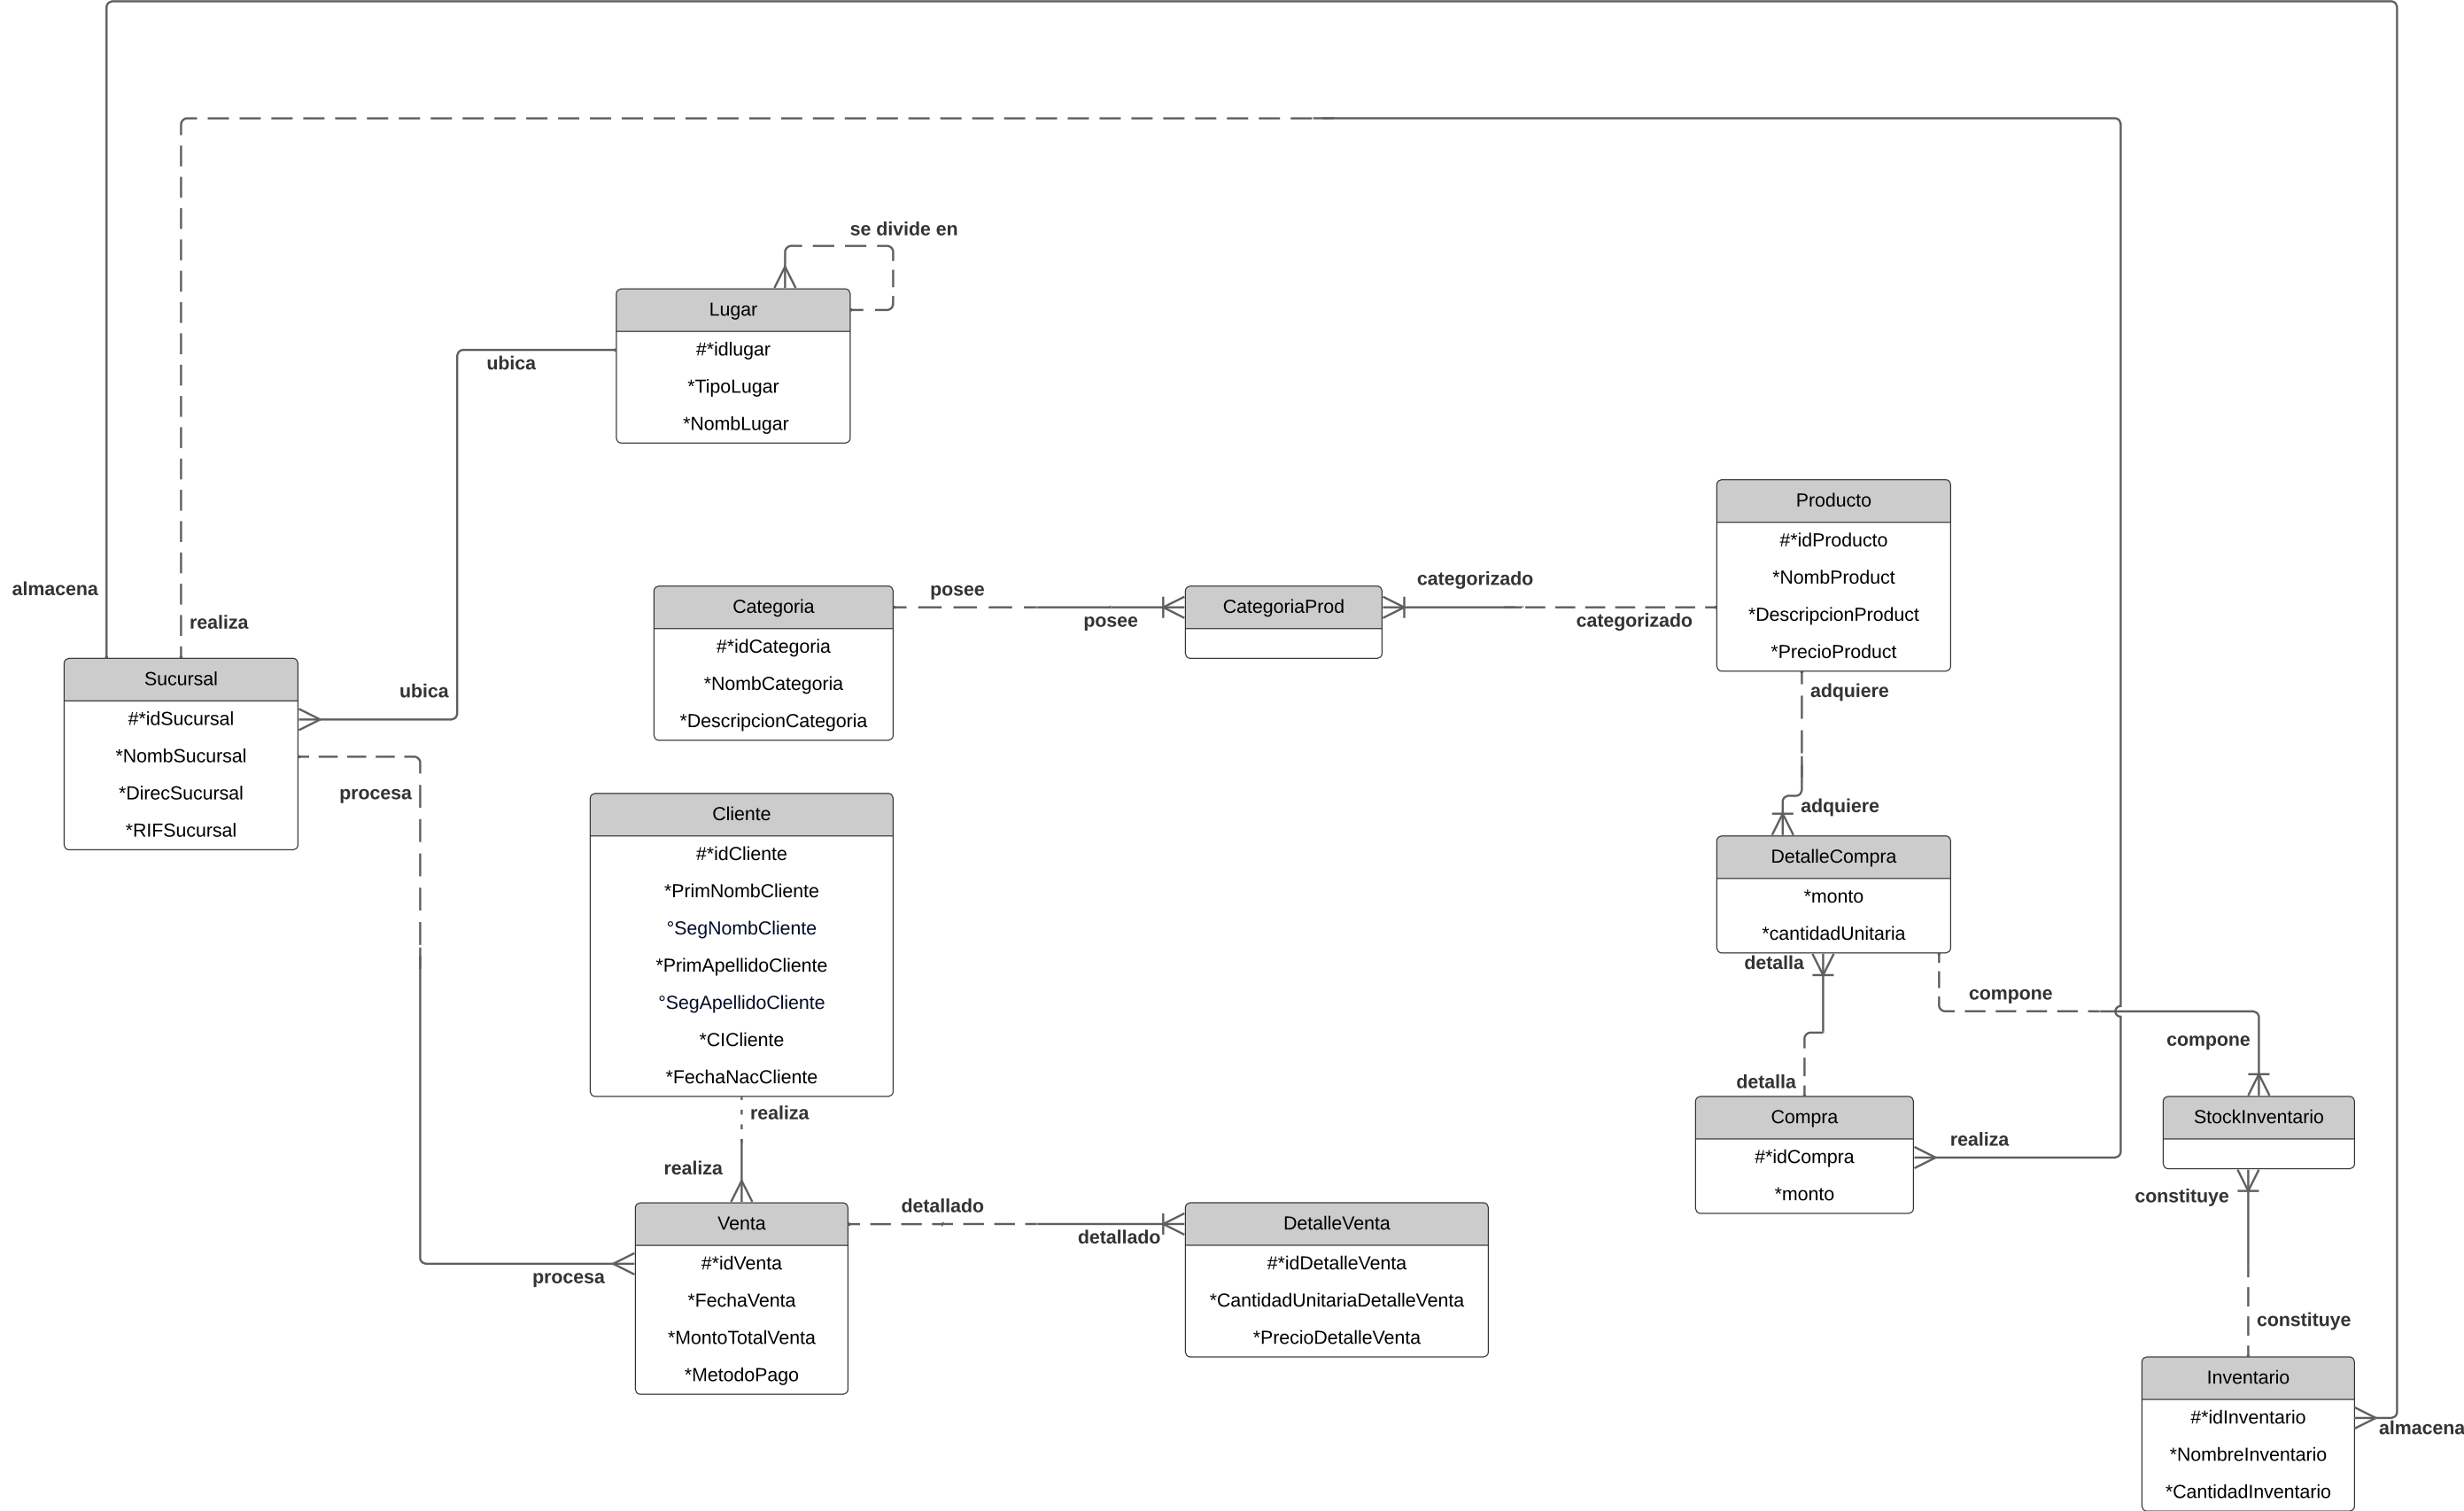 se divide en
Lugar
#*idlugar
*TipoLugar
*NombLugar
ubica
ubica
almacena
realiza
Sucursal
#*idSucursal
*NombSucursal
*DirecSucursal
*RIFSucursal
procesa
procesa
Categoria
#*idCategoria
*NombCategoria
*DescripcionCategoria
posee
posee
CategoriaProd
categorizado
categorizado
Producto
#*idProducto
*NombProduct
*DescripcionProduct
*PrecioProduct
adquiere
adquiere
Cliente
#*idCliente
*PrimNombCliente
°SegNombCliente
*PrimApellidoCliente
°SegApellidoCliente
*CICliente
*FechaNacCliente
realiza
realiza
DetalleCompra
*monto
*cantidadUnitaria
detalla
detalla
compone
compone
Compra
#*idCompra
*monto
realiza
StockInventario
constituye
constituye
Venta
#*idVenta
*FechaVenta
*MontoTotalVenta
*MetodoPago
detallado
detallado
DetalleVenta
#*idDetalleVenta
*CantidadUnitariaDetalleVenta
*PrecioDetalleVenta
Inventario
#*idInventario
*NombreInventario
*CantidadInventario
almacena